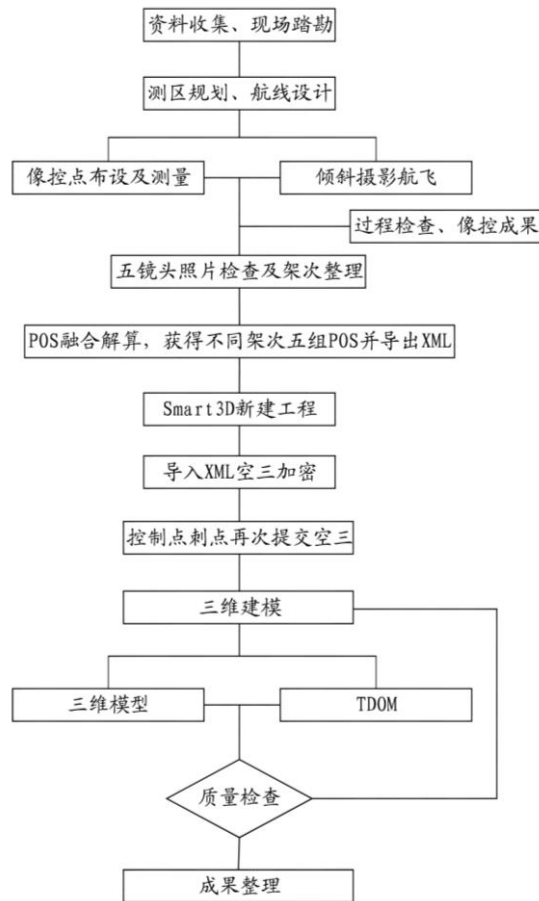 资料收集、现场踏勘
测区规划、航线设计
像控点布设及测量
倾斜摄影航飞
过程检查、像控成果
五镜头照片检查及架次整理
POS融合解算，获得不同架次五组POS并导出XML
Smart3D新建工程
导入XML空三加密
控制点刺点再次提交空三
三维建模
三维模型
TDOM
质量检查
成果整理